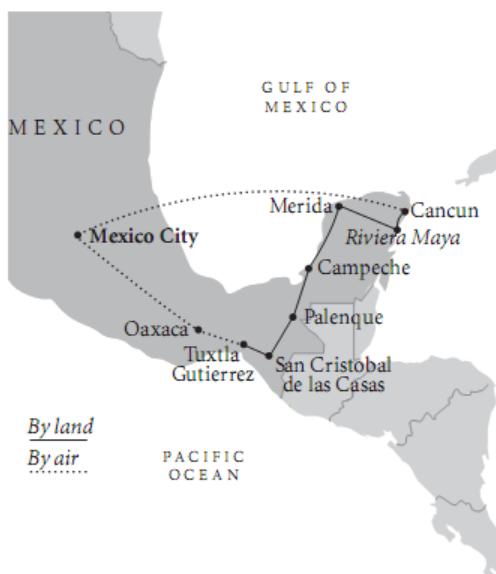 GULF OF
MEXICO
MEXICO
Merida
Cancun
Mexico City
Riviera Maya
Campeche
Palenque
Oaxaca
Tuxtla
Gutierrez
San Cristobal
de las Casas
By land
By air
PACIFIC
OCEAN